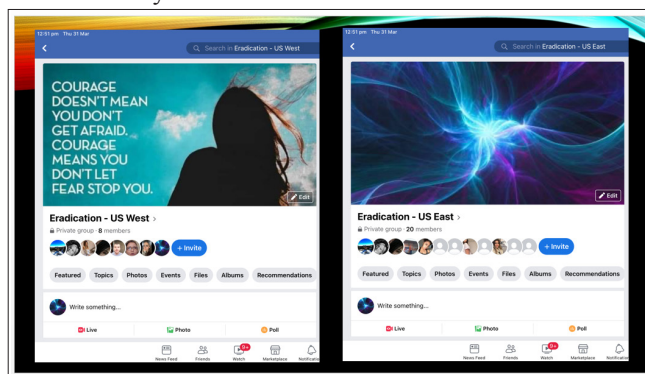 12:51 pm Thu 31 Mar
Search in Eradication - US West
COURAGE
DOESN'T MEAN
YOU DON'T
GET AFRAID.
COURAGE
MEANS YOU
DON'T LET
FEAR STOP YOU.
Edit
Eradication - US West >
Private group · 8 members
+ Invite
Featured Topics Photos Events Files Albums Recommendations
Write something...
Live Photo Poll
9+
News Feed Friends Watch Marketplace
12:51 pm Thu 31 Mar
Search in Eradication - US East
Edit
Eradication - US East >
Private group · 20 members
+ Invite
Featured Topics Photos Events Files Albums Recommendations
Write something...
Live Photo Poll
9+
News Feed Friends Watch Marketplace